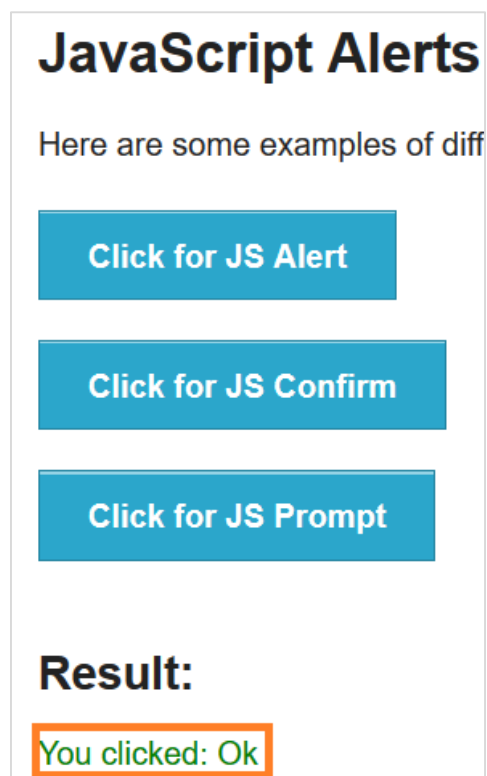 JavaScript Alerts
Here are some examples of diff
Click for JS Alert
Click for JS Confirm
Click for JS Prompt
Result:
You clicked: Ok